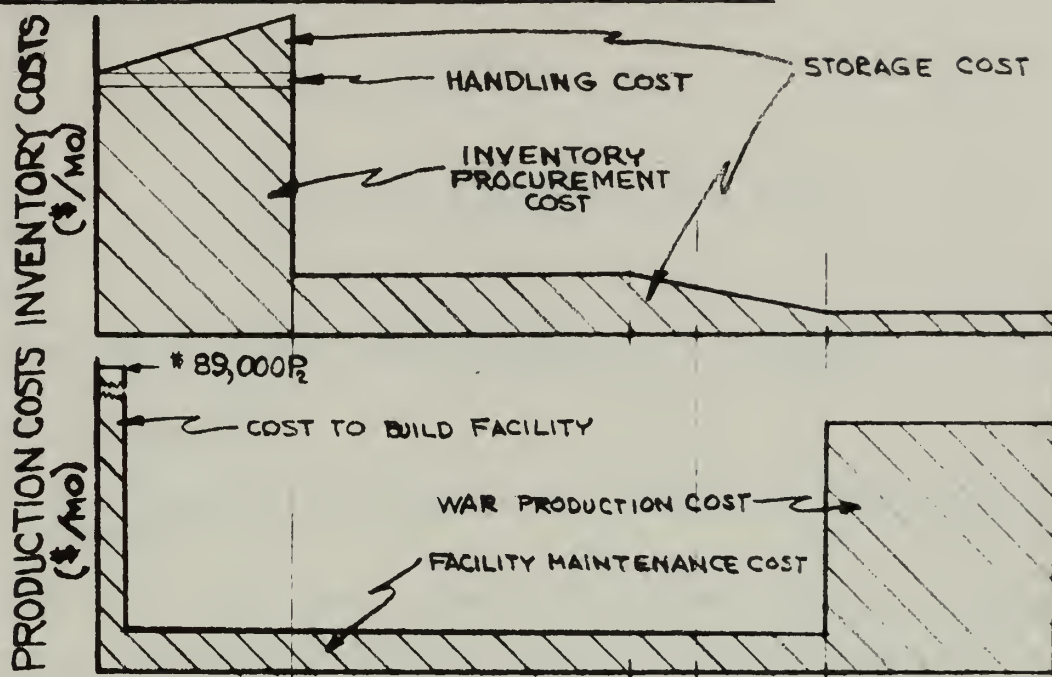 INVENTORY COSTS
($/MO)
STORAGE COST
HANDLING COST
INVENTORY
PROCUREMENT
COST
PRODUCTION COSTS
($/MO)
$ 89,000P₂
COST TO BUILD FACILITY
WAR PRODUCTION COST
FACILITY MAINTENANCE COST